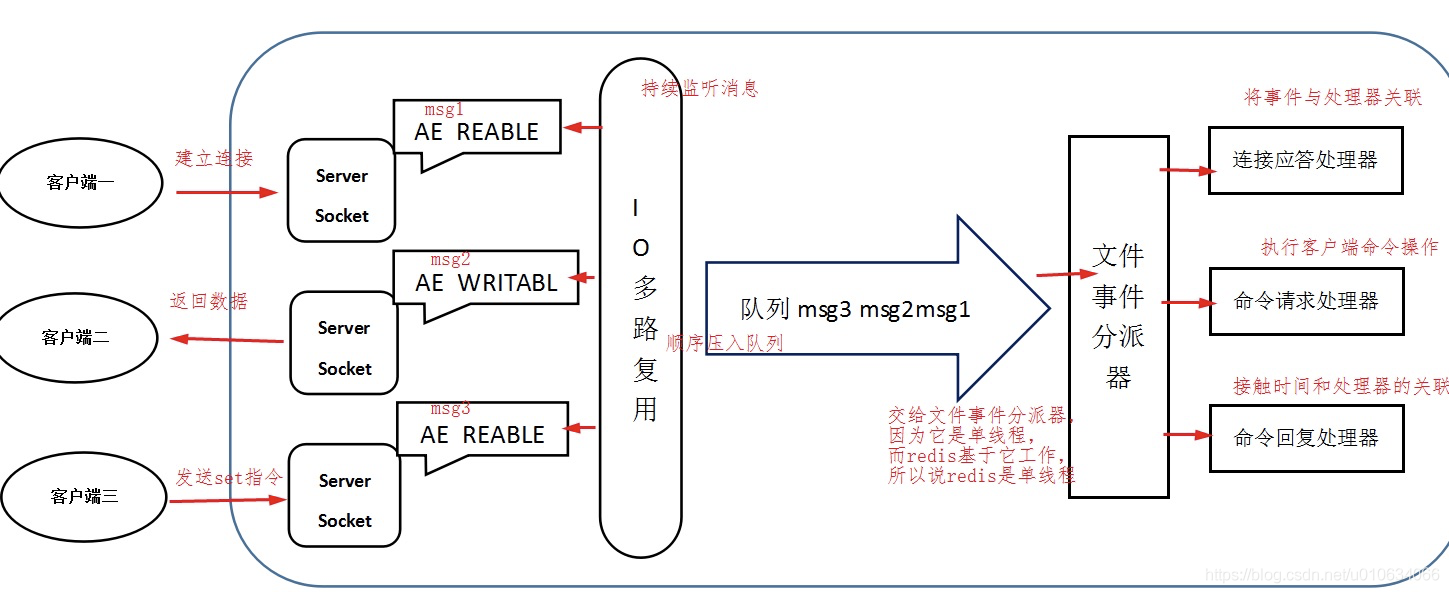 持续监听消息
将事件与处理器关联
msg1
AE REABLE
建立连接
客户端一
Server
Socket
连接应答处理器
执行客户端命令操作
msg2
AE WRITABL
返回数据
客户端二
Server
Socket
IO多路复用
队列 msg3 msg2msg1
顺序压入队列
文件
事件
分派
器
命令请求处理器
接触时间和处理器的关联
msg3
AE REABLE
交给文件事件分派器,
因为它是单线程,
而redis基于它工作,
所以说redis是单线程
命令回复处理器
发送set指令
客户端三
Server
Socket
https://blog.csdn.net/u010634066